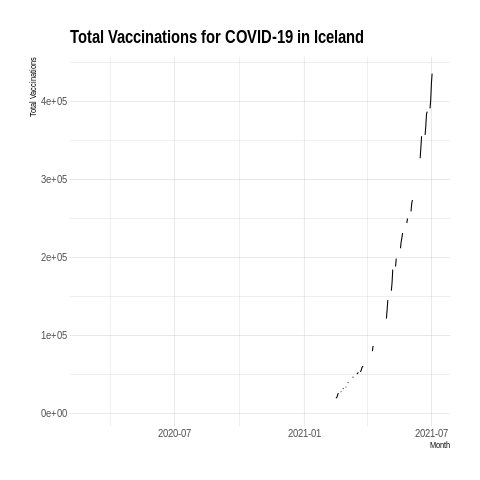 Total Vaccinations for COVID-19 in Iceland
Total Vaccinations
4e+05
3e+05
2e+05
1e+05
0e+00
2020-07
2021-01
2021-07
Month